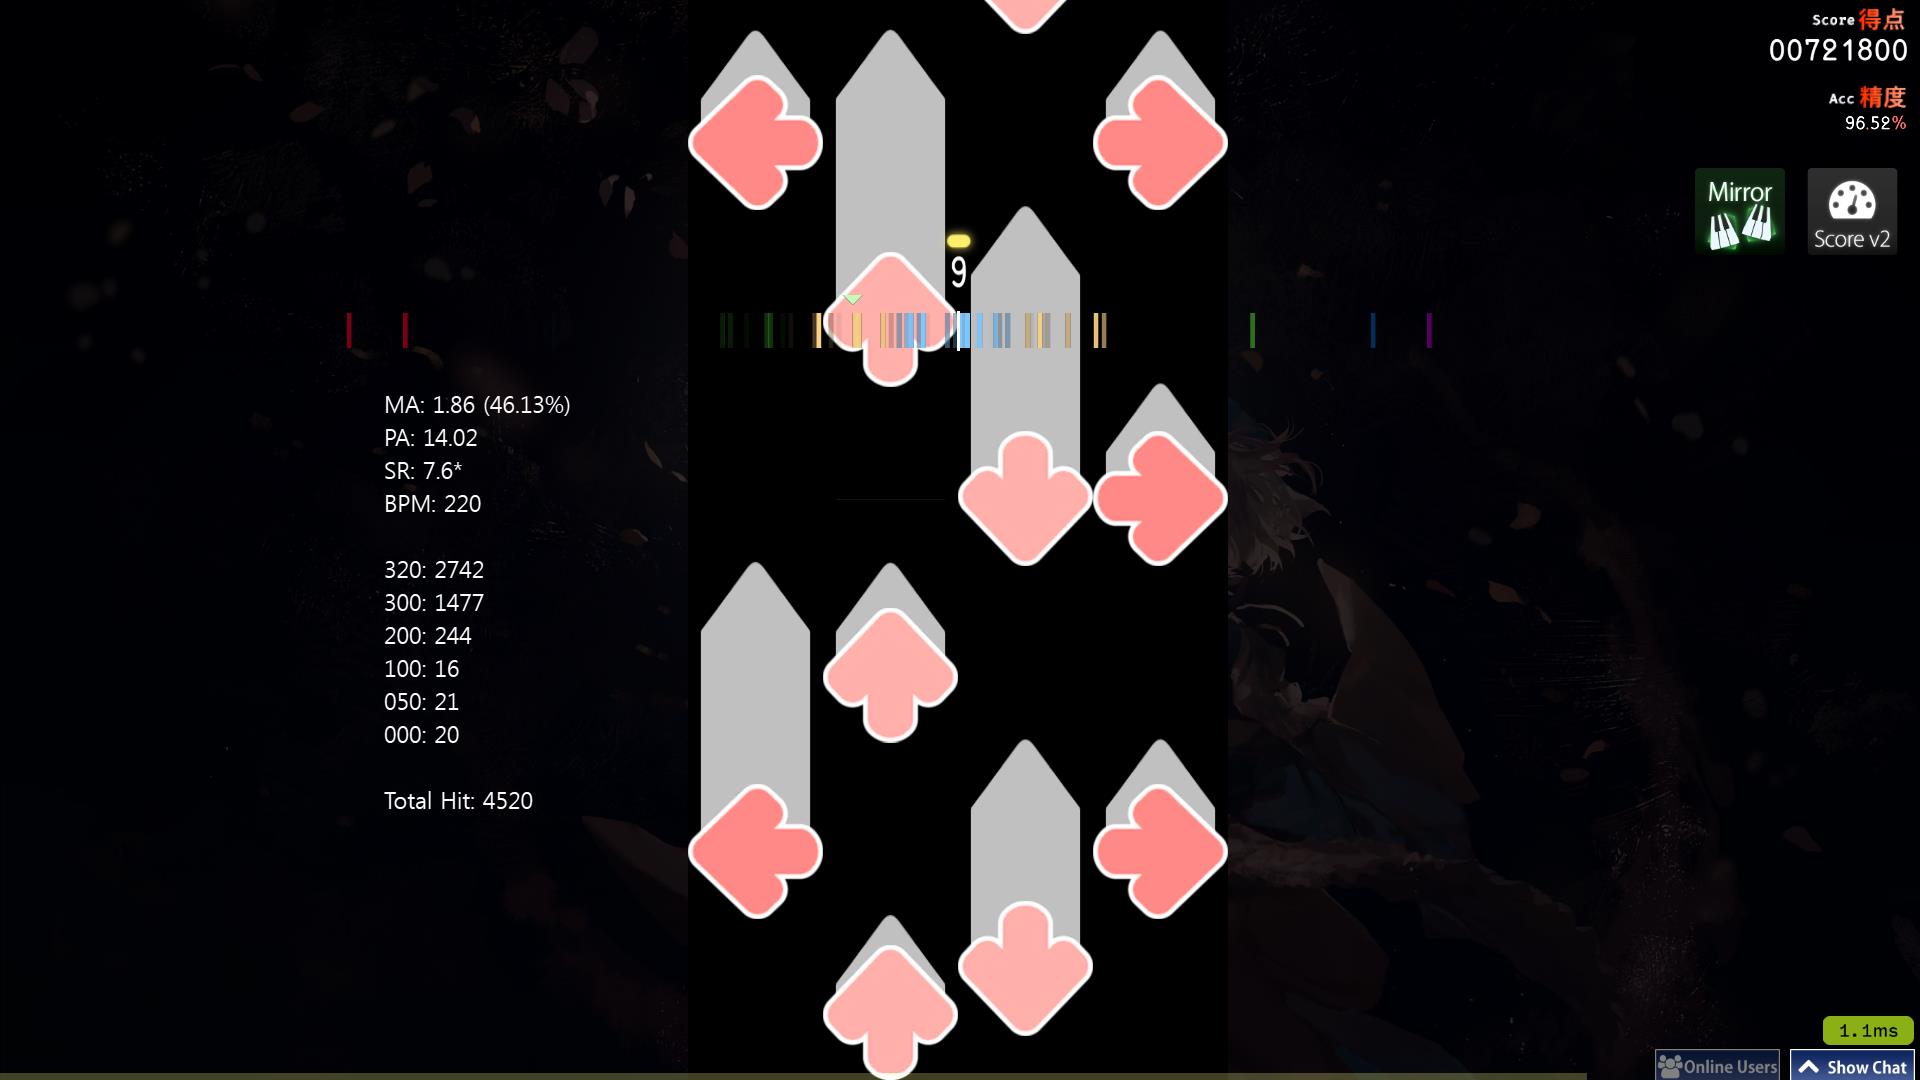 Score 得点
00721800
Acc 精度
96.52%
Mirror
Score v2
9
MA: 1.86 (46.13%)
PA: 14.02
SR: 7.6*
BPM: 220
320: 2742
300: 1477
200: 244
100: 16
050: 21
000: 20
Total Hit: 4520
1.1ms
Online Users
Show Chat